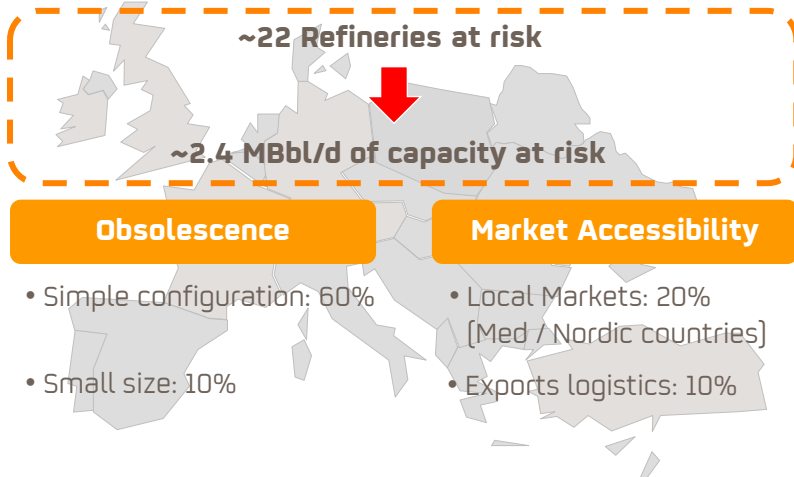 ~22 Refineries at risk
~2.4 MBbl/d of capacity at risk
Obsolescence
• Simple configuration: 60%
• Small size: 10%
Market Accessibility
• Local Markets: 20%
(Med / Nordic countries)
• Exports logistics: 10%